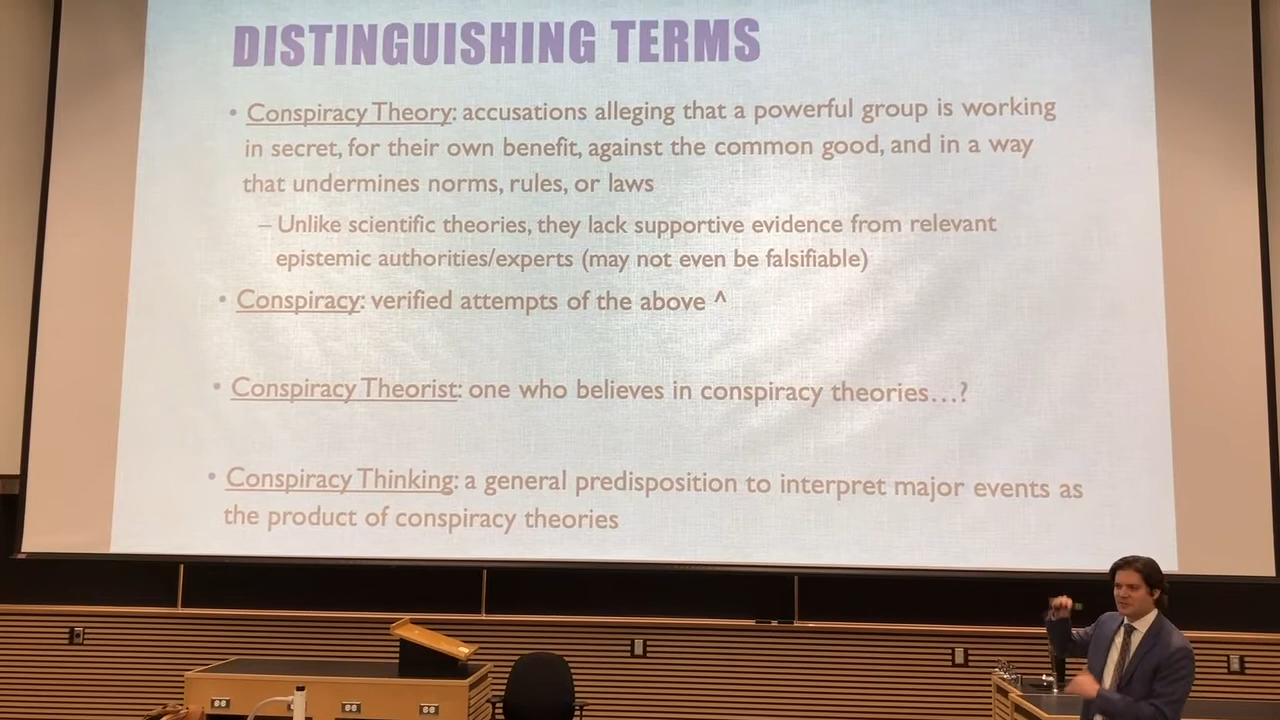 DISTINGUISHING TERMS
• Conspiracy Theory: accusations alleging that a powerful group is working
in secret, for their own benefit, against the common good, and in a way
that undermines norms, rules, or laws
– Unlike scientific theories, they lack supportive evidence from relevant
epistemic authorities/experts (may not even be falsifiable)
• Conspiracy: verified attempts of the above ^
• Conspiracy Theorist: one who believes in conspiracy theories...?
• Conspiracy Thinking: a general predisposition to interpret major events as
the product of conspiracy theories